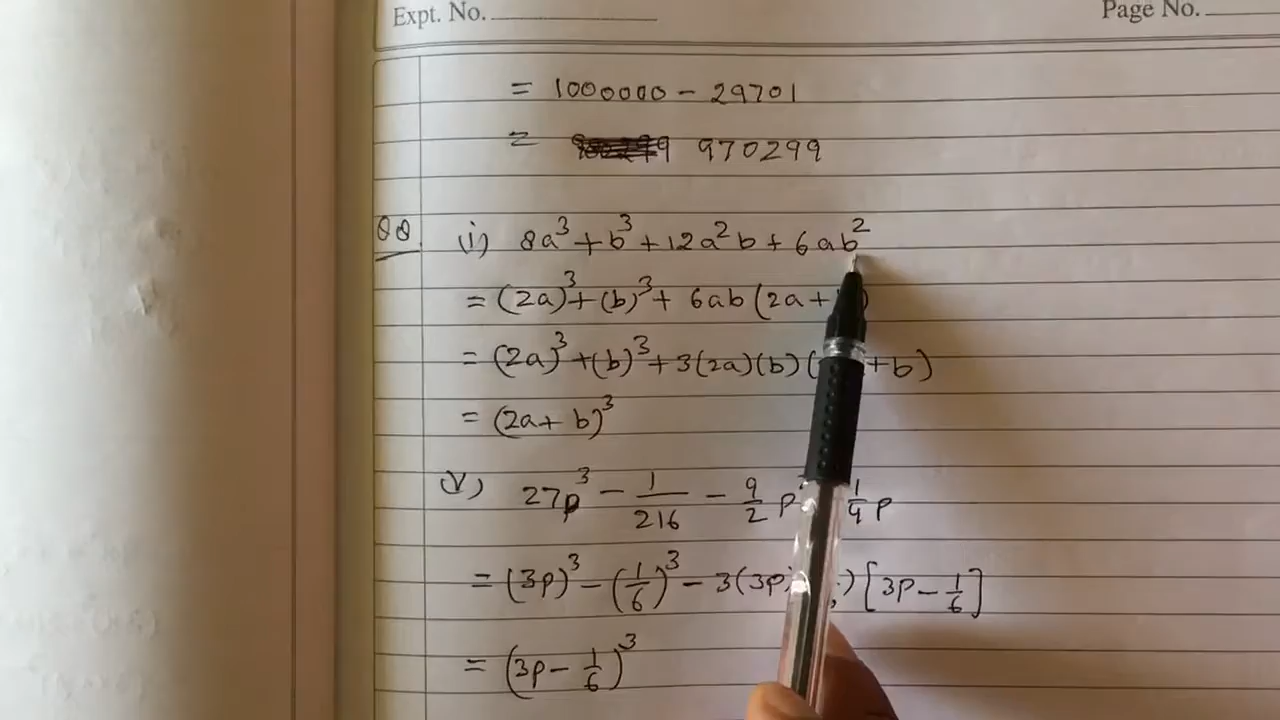 Expt. No.
Page No.
= 1000000 - 29701
= 970299
Q8 (i) 8a³ + b³ + 12a²b + 6ab²
= (2a)³ + (b)³ + 6ab (2a +
= (2a)³ + (b)³ + 3(2a)(b)( + b)
= (2a + b)³
(v) 27p³ - 1/216 - 9/2 p 1/4 p
= (3p)³ - (1/6)³ - 3(3p) ) [3p - 1/6]
= (3p - 1/6)³